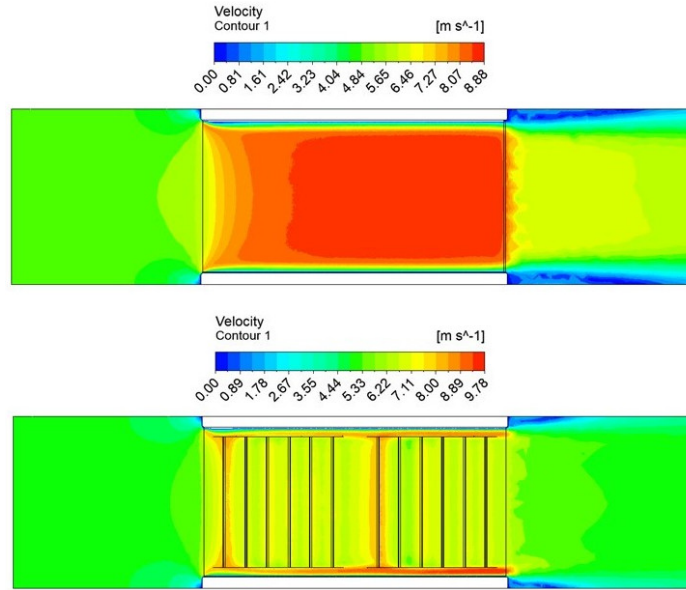 Velocity
Contour 1 [m s^-1]
0.00 0.81 1.61 2.42 3.23 4.04 4.84 5.65 6.46 7.27 8.07 8.88
Velocity
Contour 1 [m s^-1]
0.00 0.89 1.78 2.67 3.55 4.44 5.33 6.22 7.11 8.00 8.89 9.78